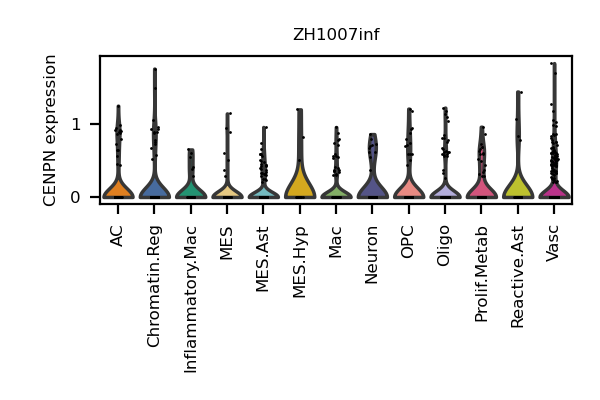 ZH1007inf
CENPN expression
1
0
AC
Chromatin.Reg
Inflammatory.Mac
MES
MES.Ast
MES.Hyp
Mac
Neuron
OPC
Oligo
Prolif.Metab
Reactive.Ast
Vasc